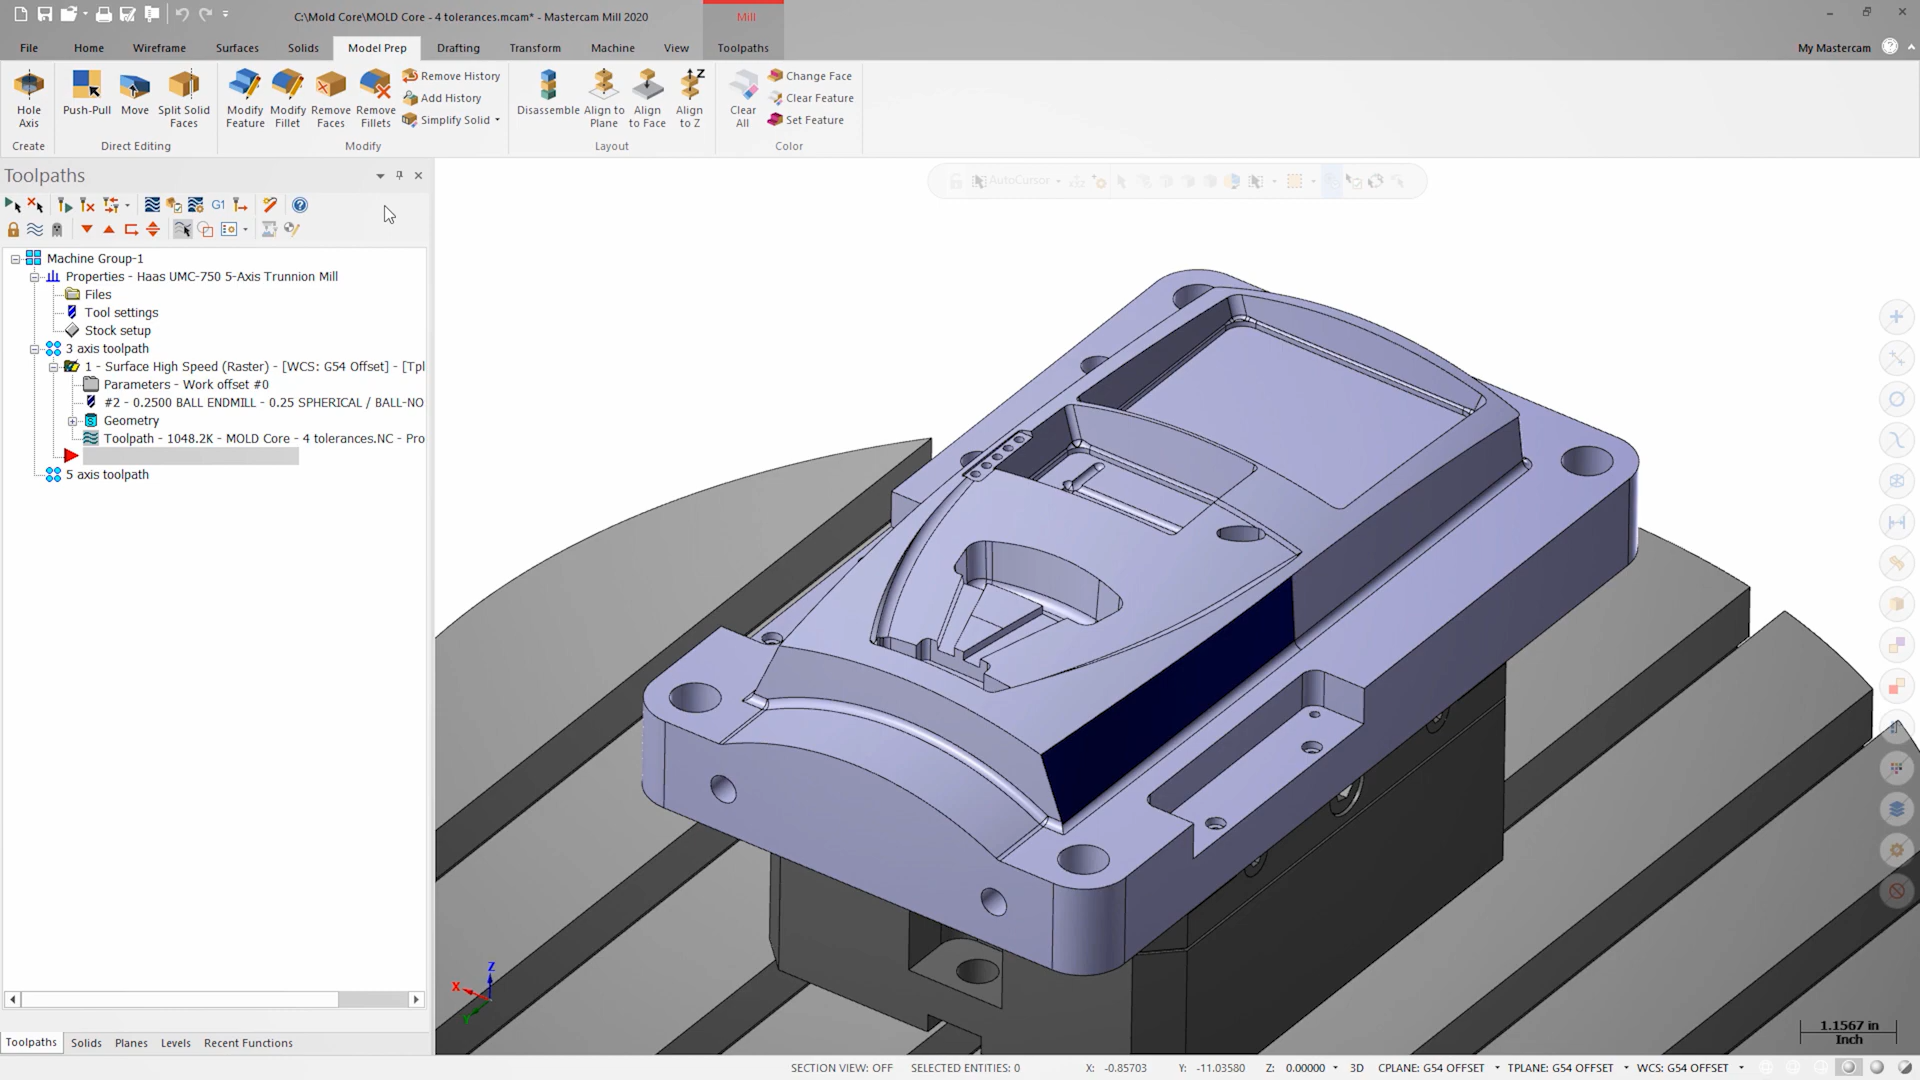 C:\Mold Core\MOLD Core - 4 tolerances.mcam* - Mastercam Mill 2020
Mill
File
Home
Wireframe
Surfaces
Solids
Model Prep
Drafting
Transform
Machine
View
Toolpaths
My Mastercam
Hole Axis
Push-Pull
Move
Split Solid Faces
Modify Feature
Modify Fillet
Remove Faces
Remove Fillets
Remove History
Add History
Simplify Solid
Disassemble
Align to Plane
Align to Face
Align to Z
Z
Clear All
Change Face
Clear Feature
Set Feature
Create
Direct Editing
Modify
Layout
Color
Toolpaths
AutoCursor
G1
Machine Group-1
Properties - Haas UMC-750 5-Axis Trunnion Mill
Files
Tool settings
Stock setup
3 axis toolpath
1 - Surface High Speed (Raster) - [WCS: G54 Offset] - [Tpl
Parameters - Work offset #0
#2 - 0.2500 BALL ENDMILL - 0.25 SPHERICAL / BALL-NO
Geometry
Toolpath - 1048.2K - MOLD Core - 4 tolerances.NC - Pro
5 axis toolpath
Z
X
Y
1.1567 in
Inch
Toolpaths
Solids
Planes
Levels
Recent Functions
SECTION VIEW: OFF
SELECTED ENTITIES: 0
X: -0.85703
Y: -11.03580
Z: 0.00000
3D
CPLANE: G54 OFFSET
TPLANE: G54 OFFSET
WCS: G54 OFFSET